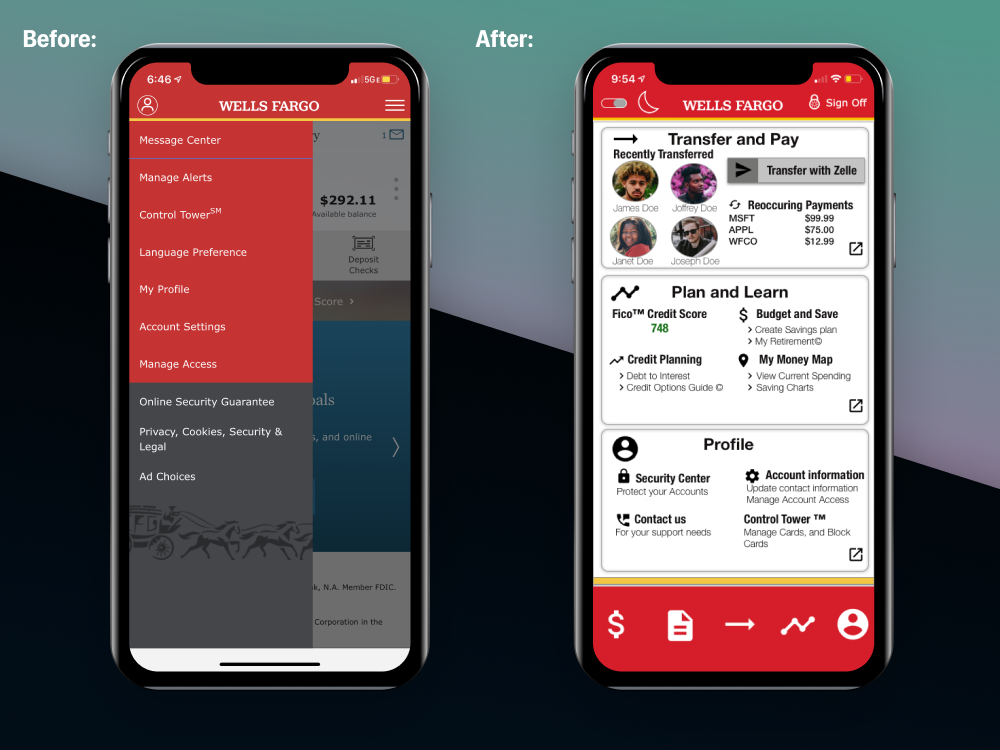 Before:
6:46
5GE
WELLS FARGO
Message Center
Manage Alerts
Control TowerSM
Language Preference
My Profile
Account Settings
Manage Access
Online Security Guarantee
Privacy, Cookies, Security &
Legal
Ad Choices
1
$292.11
Available balance
Deposit
Checks
Score
, and online
N.A. Member FDIC.
Corporation in the
After:
9:54
WELLS FARGO
Sign Off
Transfer and Pay
Recently Transferred
James Doe
Joffrey Doe
Janet Doe
Joseph Doe
Transfer with Zelle
Reoccuring Payments
MSFT $99.99
APPL $75.00
WFCO $12.99
Plan and Learn
Fico™ Credit Score
748
Budget and Save
> Create Savings plan
> My Retirement©
Credit Planning
> Debt to Interest
> Credit Options Guide ©
My Money Map
> View Current Spending
> Saving Charts
Profile
Security Center
Protect your Accounts
Account information
Update contact information
Manage Account Access
Contact us
For your support needs
Control Tower ™
Manage Cards, and Block
Cards